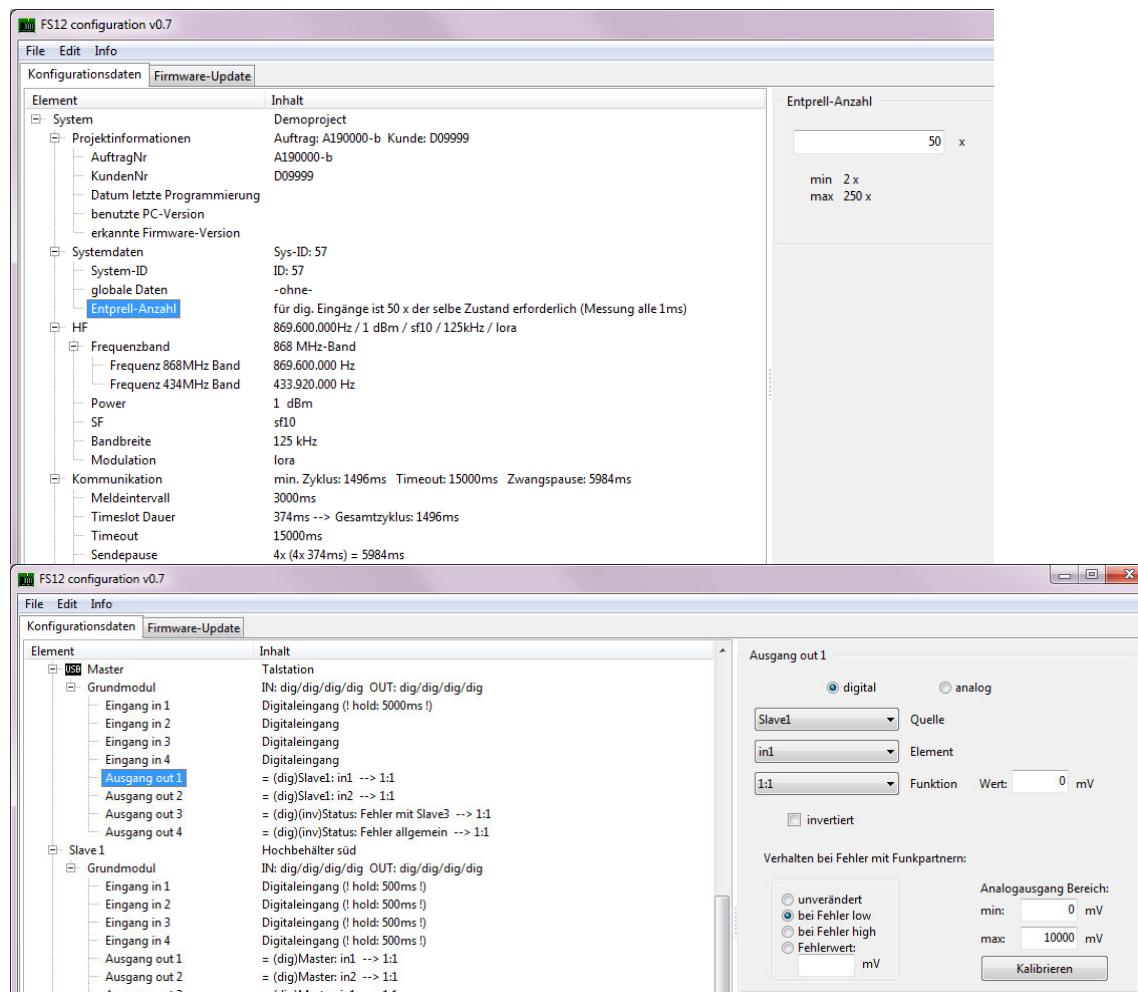 FS12 configuration v0.7
File Edit Info
Konfigurationsdaten Firmware-Update
Element Inhalt
System Demoproject
Projektinformationen Auftrag: A190000-b Kunde: D09999
AuftragNr A190000-b
KundenNr D09999
Datum letzte Programmierung
benutzte PC-Version
erkannte Firmware-Version
Systemdaten Sys-ID: 57
System-ID ID: 57
globale Daten -ohne-
Entprell-Anzahl für dig. Eingänge ist 50 x der selbe Zustand erforderlich (Messung alle 1ms)
HF 869.600.000Hz / 1 dBm / sf10 / 125kHz / lora
Frequenzband 868 MHz-Band
Frequenz 868MHz Band 869.600.000 Hz
Frequenz 434MHz Band 433.920.000 Hz
Power 1 dBm
SF sf10
Bandbreite 125 kHz
Modulation lora
Kommunikation min. Zyklus: 1496ms Timeout: 15000ms Zwangspause: 5984ms
Meldeintervall 3000ms
Timeslot Dauer 374ms --> Gesamtzyklus: 1496ms
Timeout 15000ms
Sendepause 4x (4x 374ms) = 5984ms
Entprell-Anzahl
50 x
min 2 x
max 250 x
FS12 configuration v0.7
File Edit Info
Konfigurationsdaten Firmware-Update
Element Inhalt
USB Master Talstation
Grundmodul IN: dig/dig/dig/dig OUT: dig/dig/dig/dig
Eingang in 1 Digitaleingang (! hold: 5000ms !)
Eingang in 2 Digitaleingang
Eingang in 3 Digitaleingang
Eingang in 4 Digitaleingang
Ausgang out 1 = (dig)Slave1: in1 --> 1:1
Ausgang out 2 = (dig)Slave1: in2 --> 1:1
Ausgang out 3 = (dig)(inv)Status: Fehler mit Slave3 --> 1:1
Ausgang out 4 = (dig)(inv)Status: Fehler allgemein --> 1:1
Slave 1 Hochbehälter süd
Grundmodul IN: dig/dig/dig/dig OUT: dig/dig/dig/dig
Eingang in 1 Digitaleingang (! hold: 500ms !)
Eingang in 2 Digitaleingang (! hold: 500ms !)
Eingang in 3 Digitaleingang (! hold: 500ms !)
Eingang in 4 Digitaleingang (! hold: 500ms !)
Ausgang out 1 = (dig)Master: in1 --> 1:1
Ausgang out 2 = (dig)Master: in2 --> 1:1
Ausgang out 1
digital analog
Slave1 Quelle
in1 Element
1:1 Funktion Wert: 0 mV
invertiert
Verhalten bei Fehler mit Funkpartnern:
unverändert
bei Fehler low
bei Fehler high
Fehlerwert:
mV
Analogausgang Bereich:
min: 0 mV
max: 10000 mV
Kalibrieren